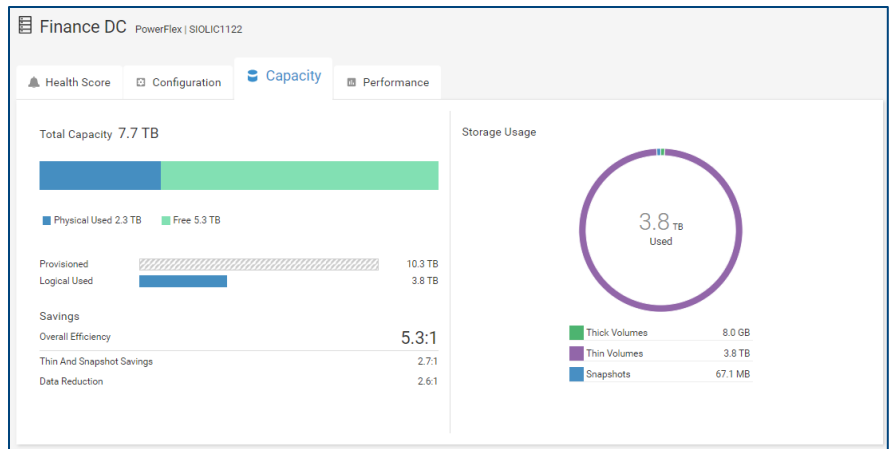 Finance DC PowerFlex | SIOLIC1122
Health Score Configuration Capacity Performance
Total Capacity 7.7 TB
Physical Used 2.3 TB Free 5.3 TB
Provisioned 10.3 TB
Logical Used 3.8 TB
Savings
Overall Efficiency 5.3:1
Thin And Snapshot Savings 2.7:1
Data Reduction 2.6:1
Storage Usage
3.8 TB
Used
Thick Volumes 8.0 GB
Thin Volumes 3.8 TB
Snapshots 67.1 MB